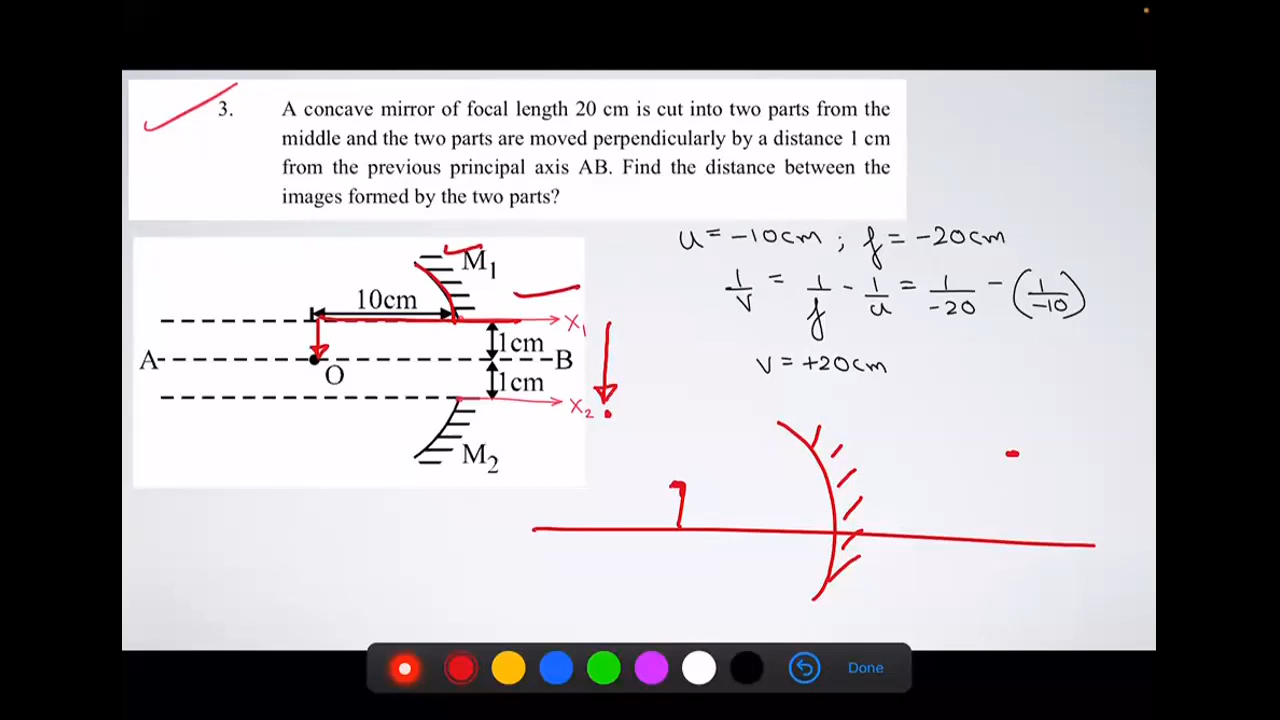 3. A concave mirror of focal length 20 cm is cut into two parts from the
middle and the two parts are moved perpendicularly by a distance 1 cm
from the previous principal axis AB. Find the distance between the
images formed by the two parts?
u = -10cm ; f = -20cm
1/v = 1/f - 1/u = 1/-20 - (1/-10)
v = +20cm
M1
10cm
X1
1cm
A
B
O
1cm
X2
M2
Done